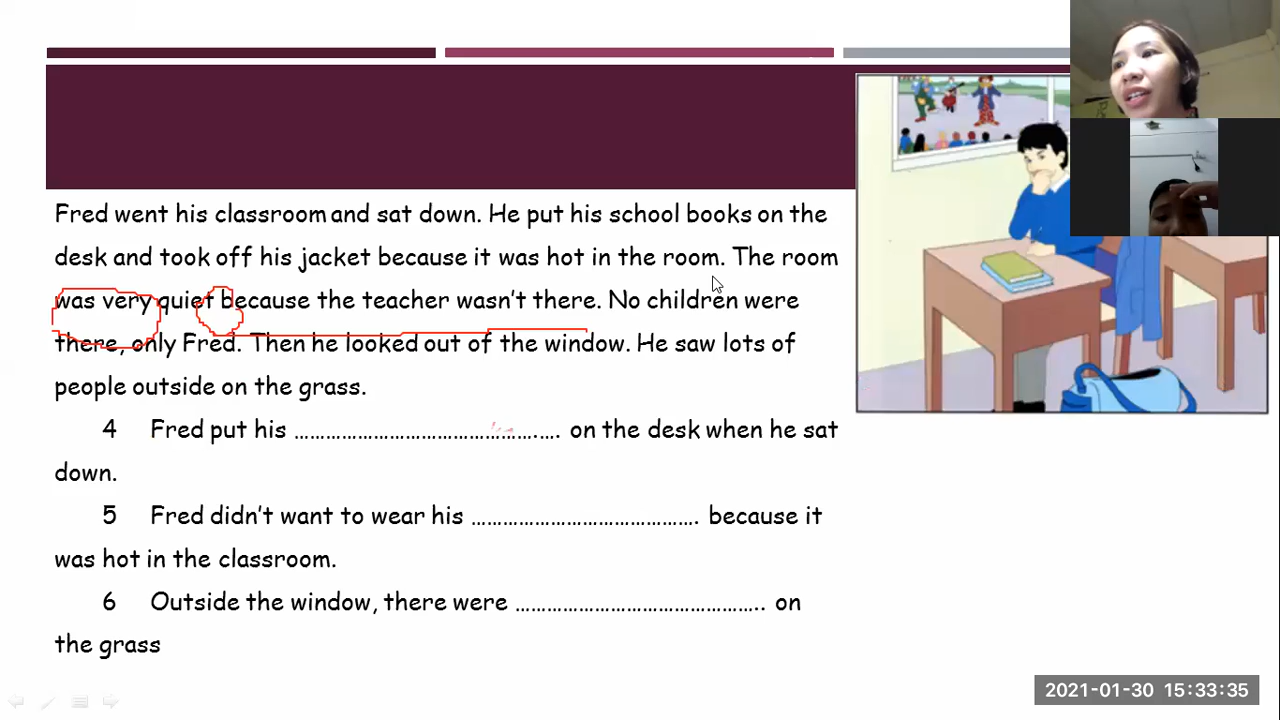 Fred went his classroom and sat down. He put his school books on the
desk and took off his jacket because it was hot in the room. The room
was very quiet because the teacher wasn't there. No children were
there, only Fred. Then he looked out of the window. He saw lots of
people outside on the grass.
4 Fred put his ……………………………………….…. on the desk when he sat
down.
5 Fred didn't want to wear his ……………………………………. because it
was hot in the classroom.
6 Outside the window, there were ……………………………………….. on
the grass
2021-01-30 15:33:35